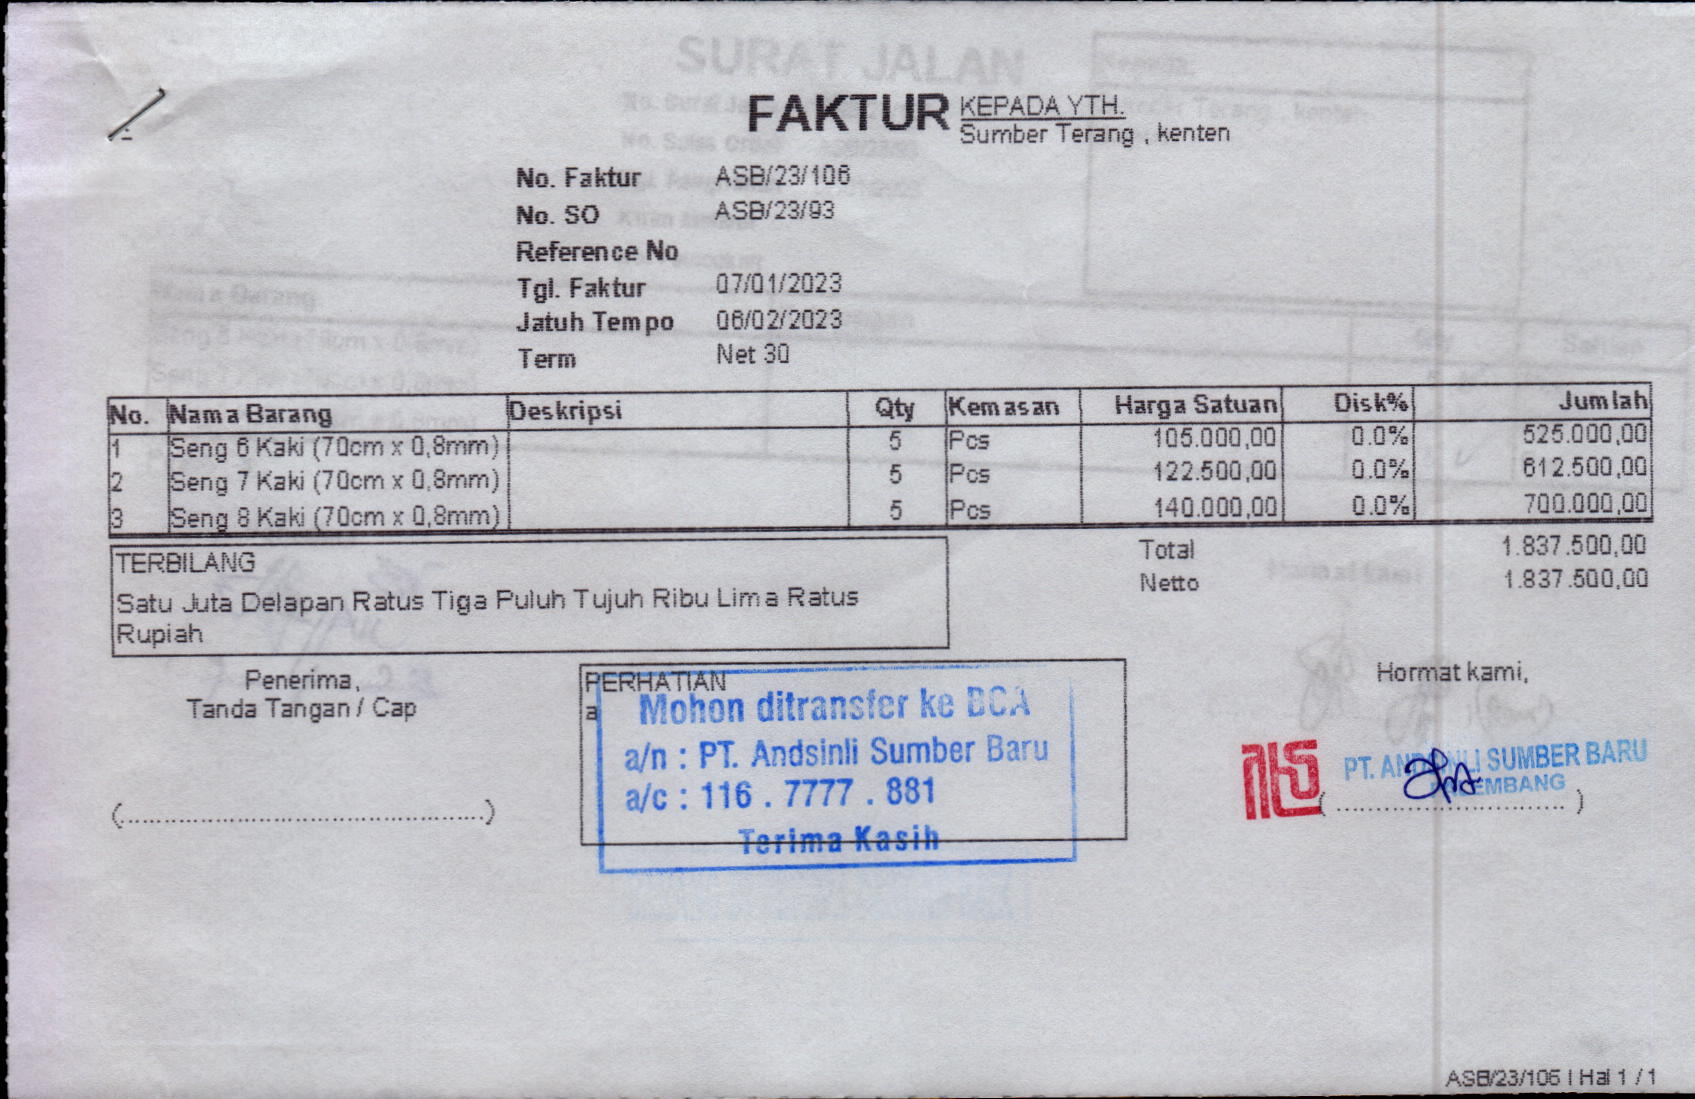 FAKTUR
KEPADA YTH.
Sumber Terang , kenten
No. Faktur ASB/23/106
No. SO ASB/23/93
Reference No
Tgl. Faktur 07/01/2023
Jatuh Tempo 06/02/2023
Term Net 30
No. Nama Barang Deskripsi Qty Kemasan Harga Satuan Disk% Jumlah
1 Seng 6 Kaki (70cm x 0,8mm) 5 Pcs 105.000,00 0.0% 525.000,00
2 Seng 7 Kaki (70cm x 0,8mm) 5 Pcs 122.500,00 0.0% 612.500,00
3 Seng 8 Kaki (70cm x 0,8mm) 5 Pcs 140.000,00 0.0% 700.000,00
Total 1.837.500,00
Netto 1.837.500,00
TERBILANG
Satu Juta Delapan Ratus Tiga Puluh Tujuh Ribu Lima Ratus
Rupiah
Penerima,
Tanda Tangan / Cap
(..................................................)
PERHATIAN
a
Mohon ditransfer ke BCA
a/n : PT. Andsinli Sumber Baru
a/c : 116 . 7777 . 881
Terima Kasih
Hormat kami,
PT. ANDSINLI SUMBER BARU
PALEMBANG
( .................................. )
ASB/23/106 | Hal 1 / 1